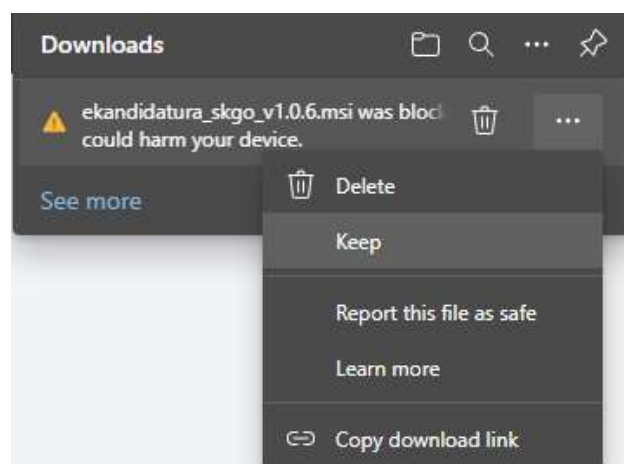 Downloads
ekandidatura_skgo_v1.0.6.msi was bloc
could harm your device.
See more
Delete
Keep
Report this file as safe
Learn more
Copy download link